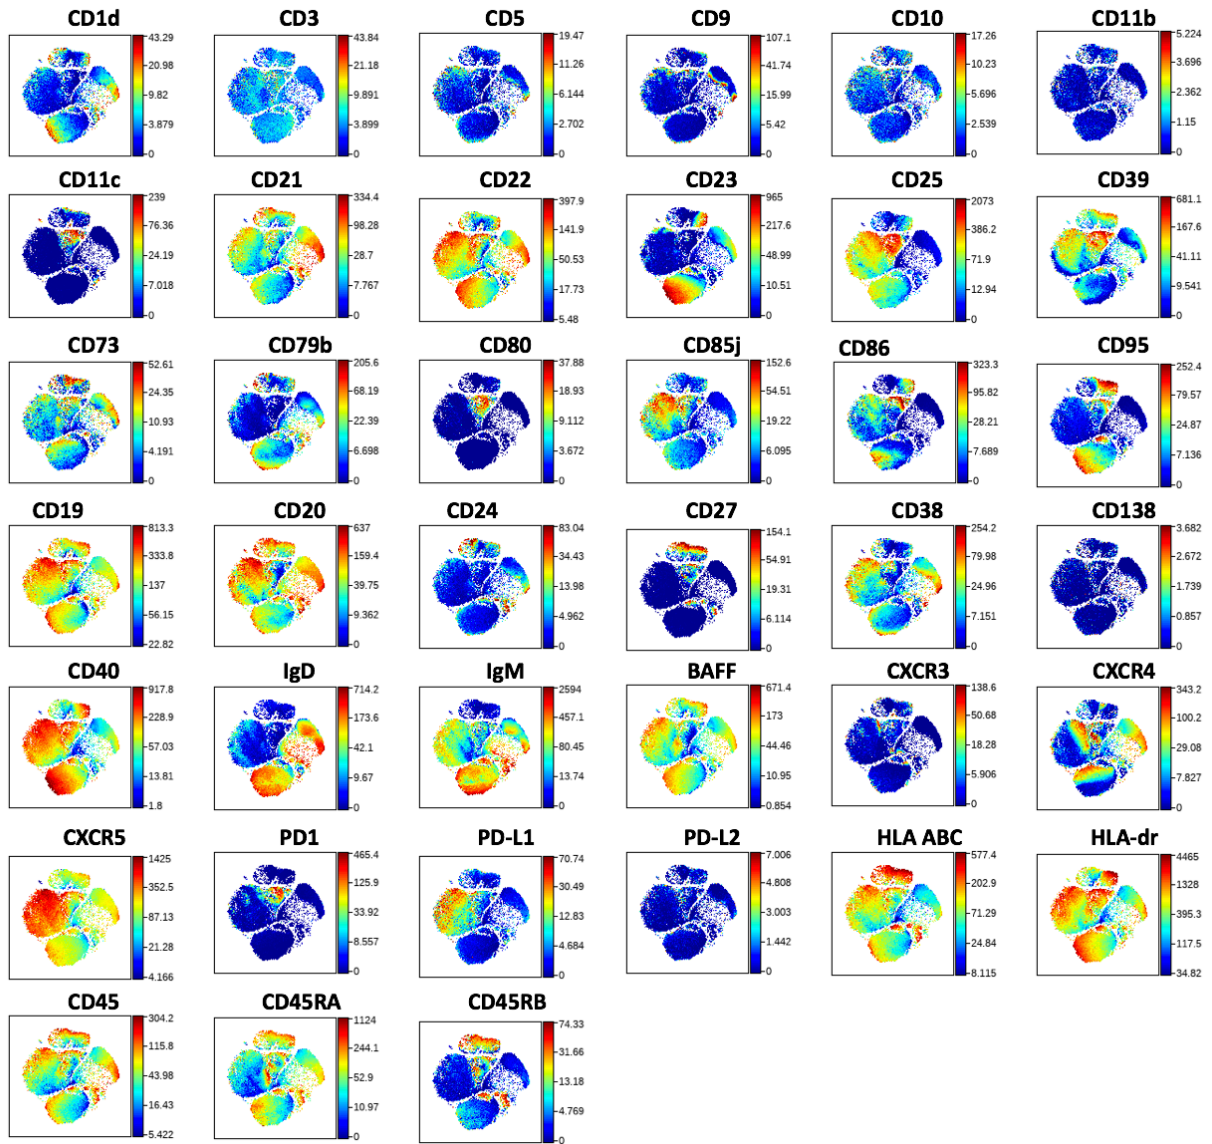 CD1d CD3 CD5 CD9 CD10 CD11b
43.29 43.84 19.47 107.1 17.26 5.224
20.98 21.18 11.26 41.74 10.23 3.696
9.82 9.891 6.144 15.99 5.696 2.362
3.879 3.899 2.702 5.42 2.539 1.15
0 0 0 0 0 0
CD11c CD21 CD22 CD23 CD25 CD39
239 334.4 397.9 965 2073 681.1
76.36 98.28 141.9 217.6 386.2 167.6
24.19 28.7 50.53 48.99 71.9 41.11
7.018 7.767 17.73 10.51 12.94 9.541
0 0 5.48 0 0 0
CD73 CD79b CD80 CD85j CD86 CD95
52.61 205.6 37.88 152.6 323.3 252.4
24.35 68.19 18.93 54.51 95.82 79.57
10.93 22.39 9.112 19.22 28.21 24.87
4.191 6.698 3.672 6.095 7.689 7.136
0 0 0 0 0 0
CD19 CD20 CD24 CD27 CD38 CD138
813.3 637 83.04 154.1 254.2 3.682
333.8 159.4 34.43 54.91 79.98 2.672
137 39.75 13.98 19.31 24.96 1.739
56.15 9.362 4.962 6.114 7.151 0.857
22.82 0 0 0 0 0
CD40 IgD IgM BAFF CXCR3 CXCR4
917.8 714.2 2594 671.4 138.6 343.2
228.9 173.6 457.1 173 50.68 100.2
57.03 42.1 80.45 44.46 18.28 29.08
13.81 9.67 13.74 10.95 5.906 7.827
1.8 0 0 0.854 0 0
CXCR5 PD1 PD-L1 PD-L2 HLA ABC HLA-dr
1425 465.4 70.74 7.006 577.4 4465
352.5 125.9 30.49 4.808 202.9 1328
87.13 33.92 12.83 3.003 71.29 395.3
21.28 8.557 4.684 1.442 24.84 117.5
4.166 0 0 0 8.115 34.82
CD45 CD45RA CD45RB
304.2 1124 74.33
115.8 244.1 31.66
43.98 52.9 13.18
16.43 10.97 4.769
5.422 0 0